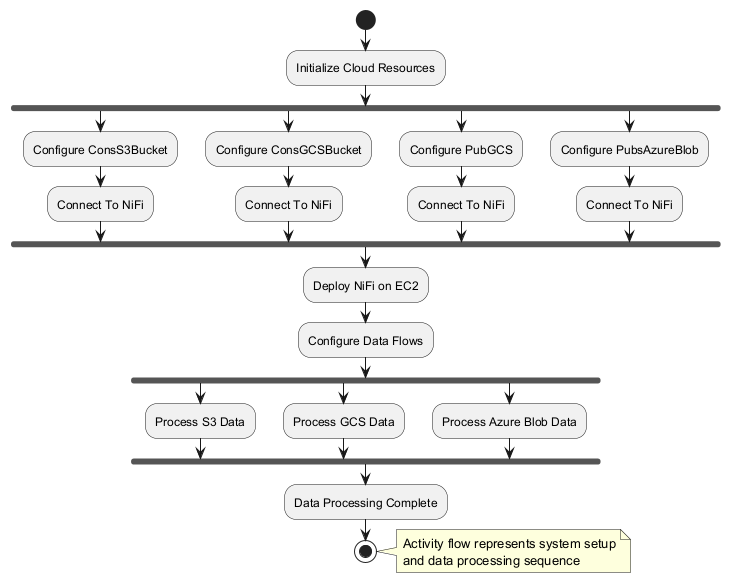 Initialize Cloud Resources
Configure ConsS3Bucket
Configure ConsGCSBucket
Configure PubGCS
Configure PubsAzureBlob
Connect To NiFi
Connect To NiFi
Connect To NiFi
Connect To NiFi
Deploy NiFi on EC2
Configure Data Flows
Process S3 Data
Process GCS Data
Process Azure Blob Data
Data Processing Complete
Activity flow represents system setup
and data processing sequence